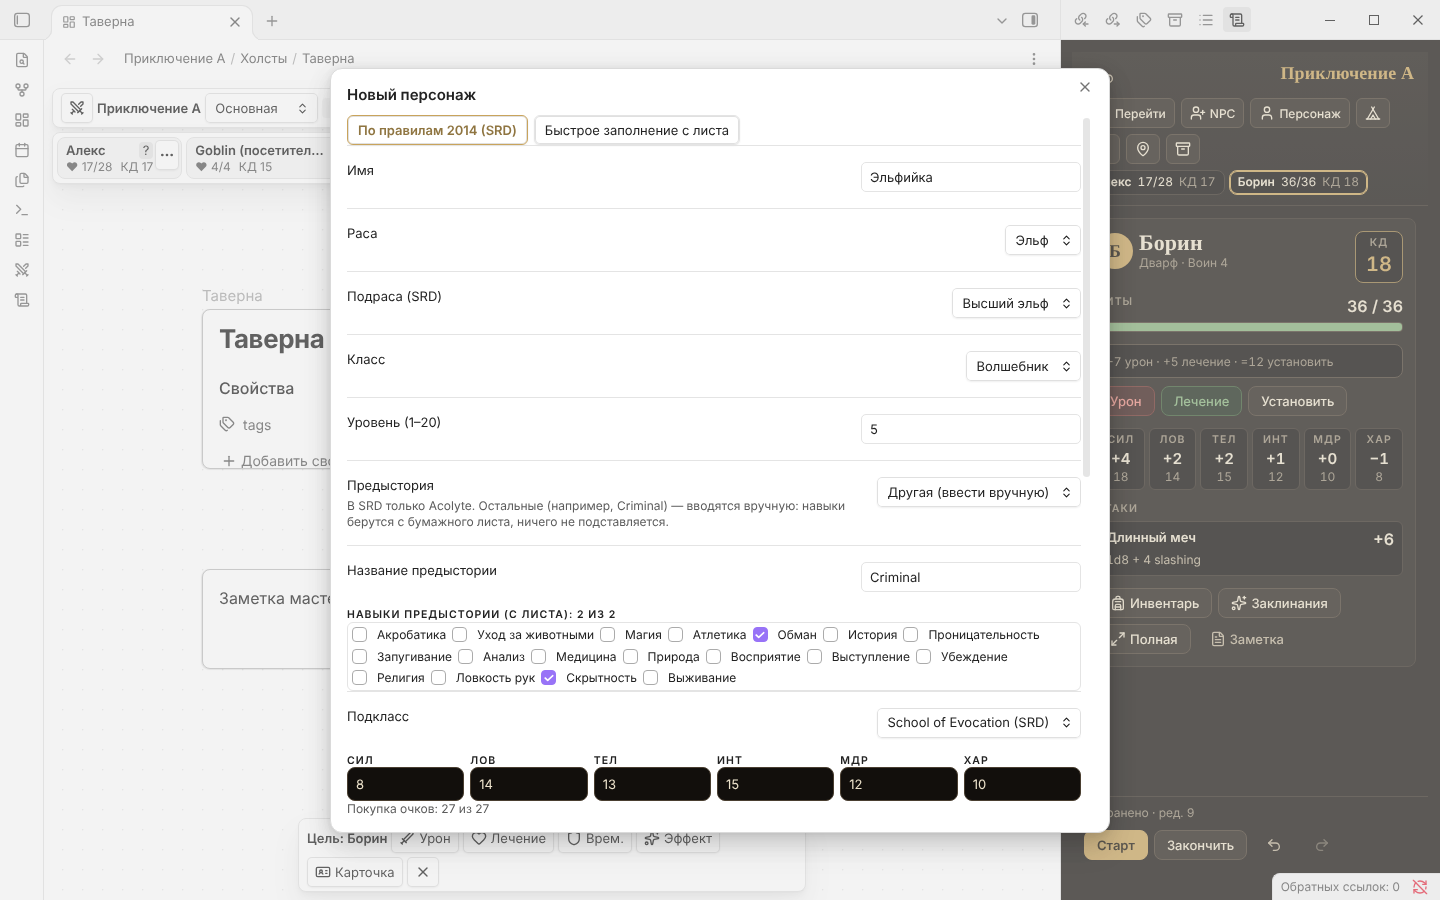 Таверна
Приключение А / Холсты / Таверна
Приключение А
Основная
Алекс ?
17/28 КД 17
Goblin (посетител...
4/4 КД 15
Таверна
Таверна
Свойства
tags
Добавить сво
Заметка масте
Новый персонаж
По правилам 2014 (SRD)
Быстрое заполнение с листа
Имя
Эльфийка
Раса
Эльф
Подраса (SRD)
Высший эльф
Класс
Волшебник
Уровень (1–20)
5
Предыстория
Другая (ввести вручную)
В SRD только Acolyte. Остальные (например, Criminal) — вводятся вручную: навыки
берутся с бумажного листа, ничего не подставляется.
Название предыстории
Criminal
НАВЫКИ ПРЕДЫСТОРИИ (С ЛИСТА): 2 ИЗ 2
Акробатика Уход за животными Магия Атлетика Обман История Проницательность
Запугивание Анализ Медицина Природа Восприятие Выступление Убеждение
Религия Ловкость рук Скрытность Выживание
Подкласс
School of Evocation (SRD)
СИЛ ЛОВ ТЕЛ ИНТ МДР ХАР
8 14 13 15 12 10
Покупка очков: 27 из 27
Цель: Борин Урон Лечение Врем. Эффект
Карточка
Приключение А
Перейти NPC Персонаж
екс 17/28 КД 17
Борин 36/36 КД 18
Б
Борин
Дварф · Воин 4
КД
18
ИТЫ
36 / 36
-7 урон · +5 лечение · =12 установить
Урон Лечение Установить
СИЛ ЛОВ ТЕЛ ИНТ МДР ХАР
+4 +2 +2 +1 +0 −1
18 14 15 12 10 8
АКИ
Длинный меч +6
1d8 + 4 slashing
Инвентарь Заклинания
Полная Заметка
ранено · ред. 9
Старт Закончить
Обратных ссылок: 0